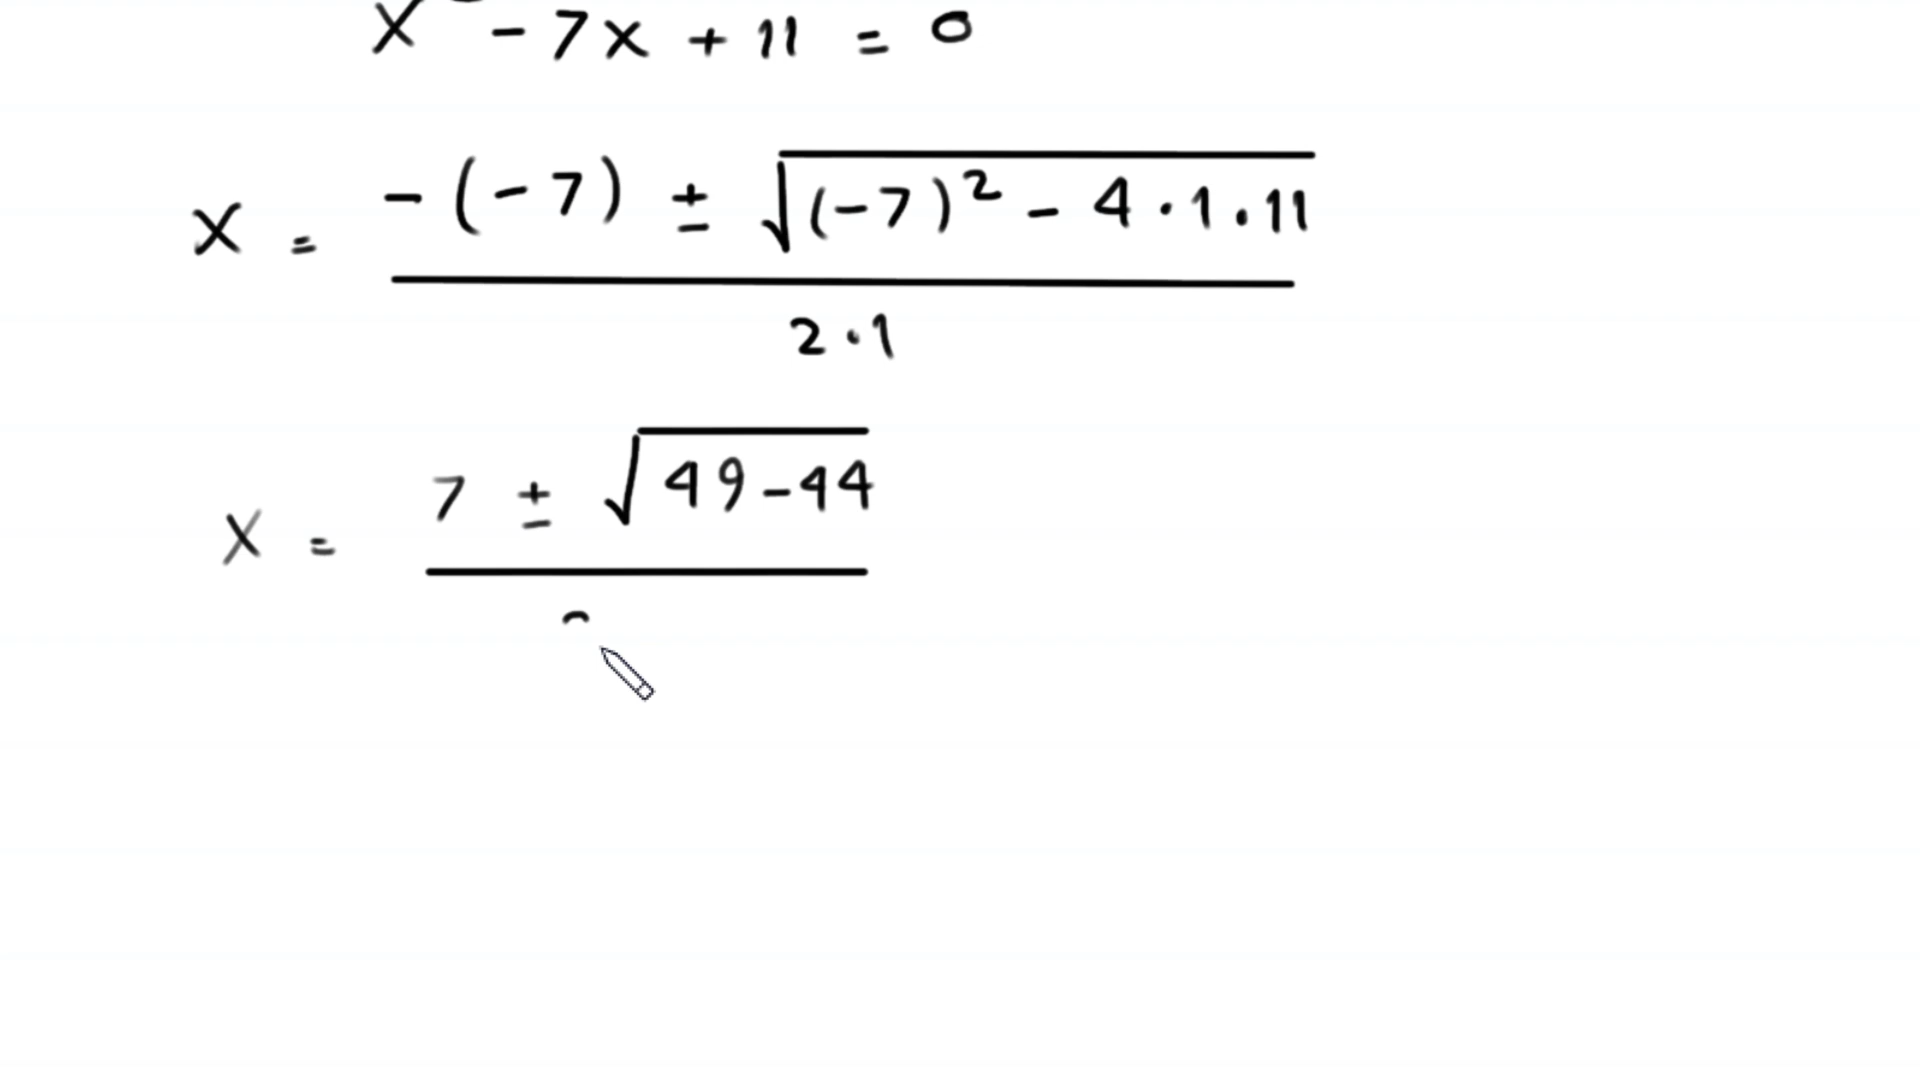 x² - 7x + 11 = 0
x = -(-7) ± √(-7)² - 4·1·11
2·1
x = 7 ± √49-44